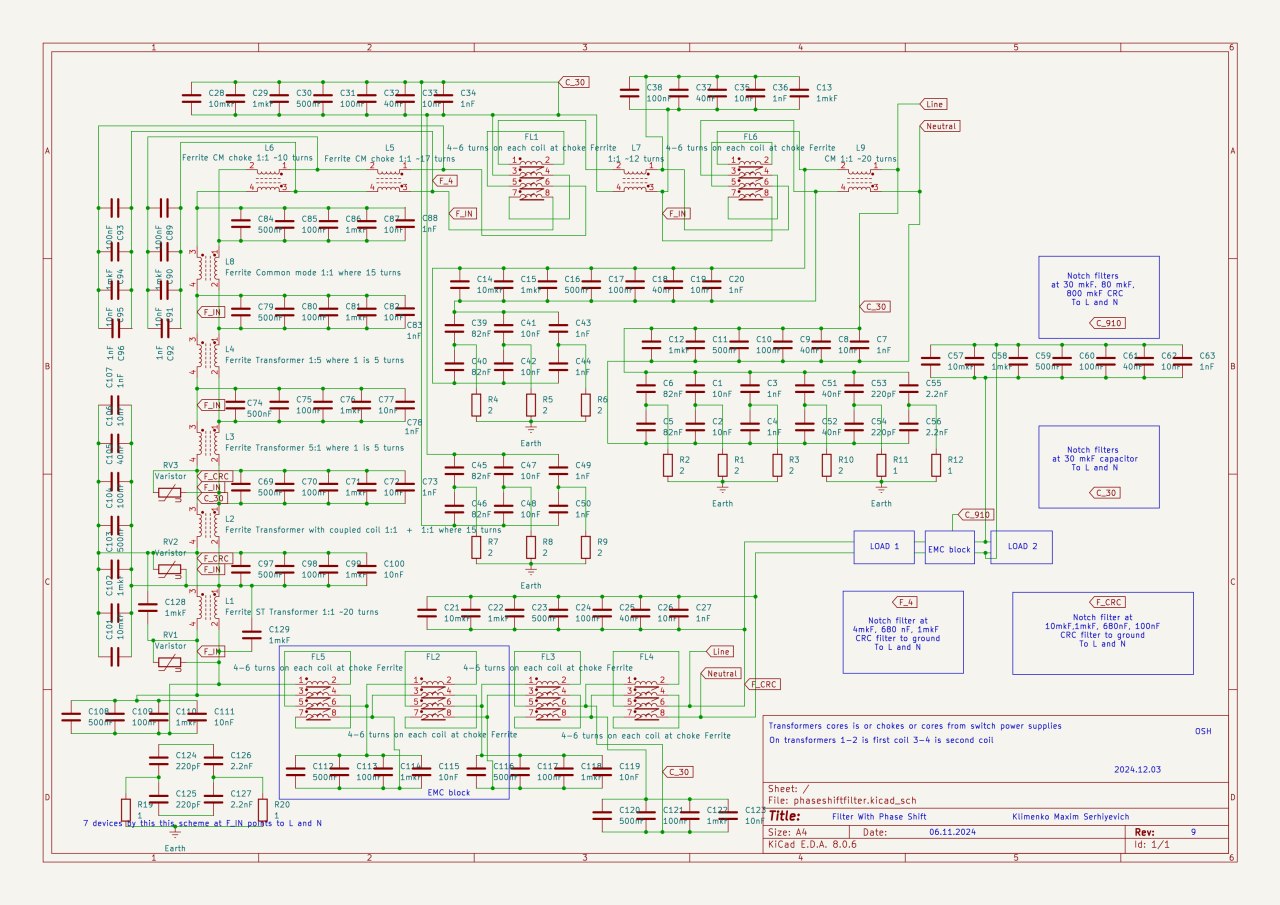 1 2 3 4 5 6
A
B
C
D
C28 10mkF C29 1mkF C30 500nF C31 100nF C32 40nF C33 10nF C34 1nF
C_30
C38 100nF C37 40nF C35 10nF C36 1nF C13 1mkF
Line
Neutral
L6
Ferrite CM choke 1:1 ~10 turns
L5
Ferrite CM choke 1:1 ~17 turns
FL1
4-6 turns on each coil at choke Ferrite
L7
1:1 ~12 turns
FL6
4-6 turns on each coil at choke Ferrite
L9
CM 1:1 ~20 turns
F_4
F_IN
F_IN
C93 100nF C89 100nF
C94 1mkF C90 1mkF
C95 10nF C91 10nF
C96 1nF C92 1nF
C84 500nF C85 100nF C86 1mkF C87 10nF C88 1nF
L8
Ferrite Common mode 1:1 where 15 turns
F_IN
C79 500nF C80 100nF C81 1mkF C82 10nF C83 1nF
L4
Ferrite Transformer 1:5 where 1 is 5 turns
F_IN
C74 500nF C75 100nF C76 1mkF C77 10nF C78 1nF
L3
Ferrite Transformer 5:1 where 1 is 5 turns
C14 10mkF C15 1mkF C16 500nF C17 100nF C18 40nF C19 10nF C20 1nF
C39 82nF C41 10nF C43 1nF
C40 82nF C42 10nF C44 1nF
R4 2 R5 2 R6 2
Earth
C_30
C12 1mkF C11 500nF C10 100nF C9 40nF C8 10nF C7 1nF
C6 82nF C1 10nF C3 1nF C51 40nF C53 220pF C55 2.2nF
C5 82nF C2 10nF C4 1nF C52 40nF C54 220pF C56 2.2nF
R2 2 R1 2 R3 2 R10 2 R11 1 R12 1
Earth
Earth
Notch filters
at 30 mkF, 80 mkF,
800 mkF CRC
To L and N
C_910
C57 10mkF C58 1mkF C59 500nF C60 100nF C61 40nF C62 10nF C63 1nF
Notch filters
at 30 mkF capacitor
To L and N
C_30
C107 1nF
C106 10nF
C105 40nF
C104 100nF
C103 500nF
C102 1mkF
C101 10mkF
RV3
Varistor
F_CRC
F_IN
C_30
C69 500nF C70 100nF C71 1mkF C72 10nF C73 1nF
L2
Ferrite Transformer with coupled coil 1:1 + 1:1 where 15 turns
RV2
Varistor
F_CRC
F_IN
C97 500nF C98 100nF C99 1mkF C100 10nF
C45 82nF C47 10nF C49 1nF
C46 82nF C48 10nF C50 1nF
R7 2 R8 2 R9 2
Earth
C_910
LOAD 1
EMC block
LOAD 2
C128 1mkF
L1
Ferrite ST Transformer 1:1 ~20 turns
C129 1mkF
RV1
Varistor
F_IN
C21 10mkF C22 1mkF C23 500nF C24 100nF C25 40nF C26 10nF C27 1nF
F_4
Notch filter at
4mkF, 680 nF, 1mkF
CRC filter to ground
To L and N
F_CRC
Notch filter at
10mkF,1mkF, 680nF, 100nF
CRC filter to ground
To L and N
Line
Neutral
F_CRC
FL5 FL2 FL3 FL4
4-6 turns on each coil at choke Ferrite
4-6 turns on each coil at choke Ferrite
4-6 turns on each coil at choke Ferrite
4-6 turns on each coil at choke Ferrite
C108 500nF C109 100nF C110 1mkF C111 10nF
C112 500nF C113 100nF C114 1mkF C115 10nF C116 500nF C117 100nF C118 1mkF C119 10nF
C_30
EMC block
C124 220pF C126 2.2nF
C125 220pF C127 2.2nF
R19 1 R20 1
7 devices by this this scheme at F_IN points to L and N
Earth
C120 500nF C121 100nF C122 1mkF C123 10nF
Transformers cores is or chokes or cores from switch power supplies
On transformers 1-2 is first coil 3-4 is second coil
OSH
2024.12.03
Sheet: /
File: phaseshiftfilter.kicad_sch
Title: Filter With Phase Shift Klimenko Maxim Serhiyevich
Size: A4 Date: 06.11.2024 Rev: 9
KiCad E.D.A. 8.0.6 Id: 1/1